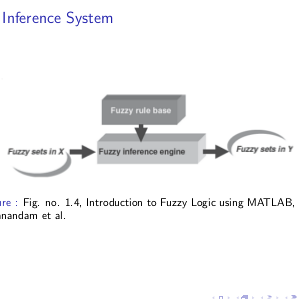 Inference System
Fuzzy rule base
Fuzzy sets in X
Fuzzy inference engine
Fuzzy sets in Y
ure : Fig. no. 1.4, Introduction to Fuzzy Logic using MATLAB,
anandam et al.